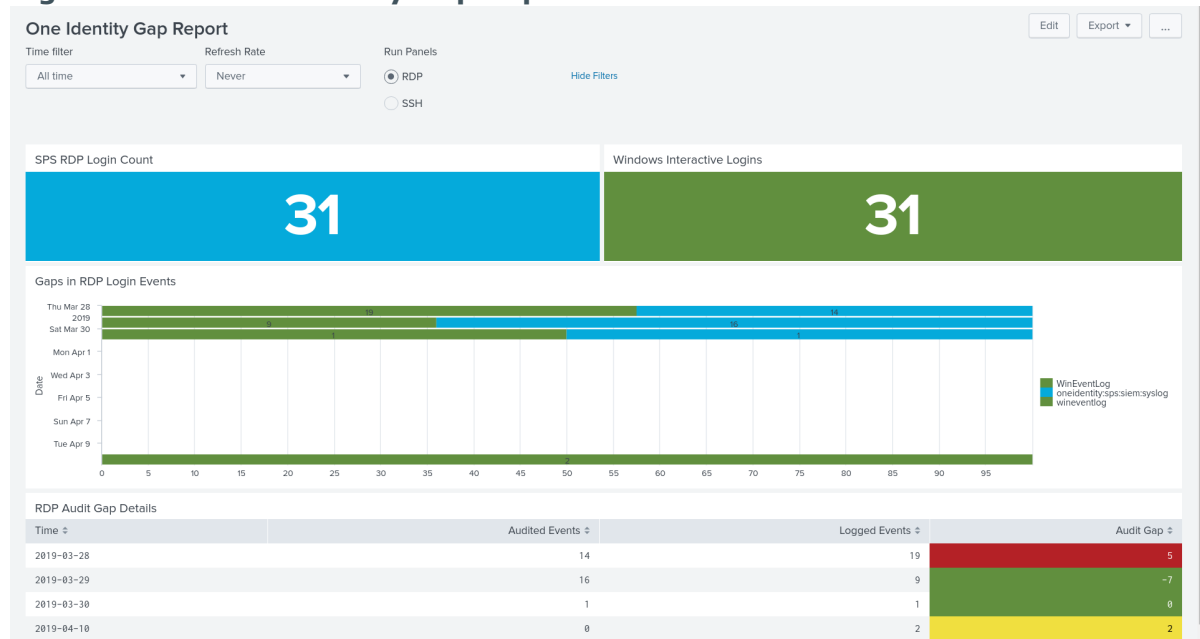 One Identity Gap Report
Edit Export ...
Time filter Refresh Rate Run Panels
All time Never RDP Hide Filters
SSH
SPS RDP Login Count Windows Interactive Logins
31 31
Gaps in RDP Login Events
Thu Mar 28
2019
Sat Mar 30
Mon Apr 1
Wed Apr 3
Fri Apr 5
Sun Apr 7
Tue Apr 9
Date
19 14
9 16
1 1
2
0 5 10 15 20 25 30 35 40 45 50 55 60 65 70 75 80 85 90 95
WinEventLog
oneidentity:sps:siem:syslog
wineventlog
RDP Audit Gap Details
Time Audited Events Logged Events Audit Gap
2019-03-28 14 19 5
2019-03-29 16 9 -7
2019-03-30 1 1 0
2019-04-10 0 2 2